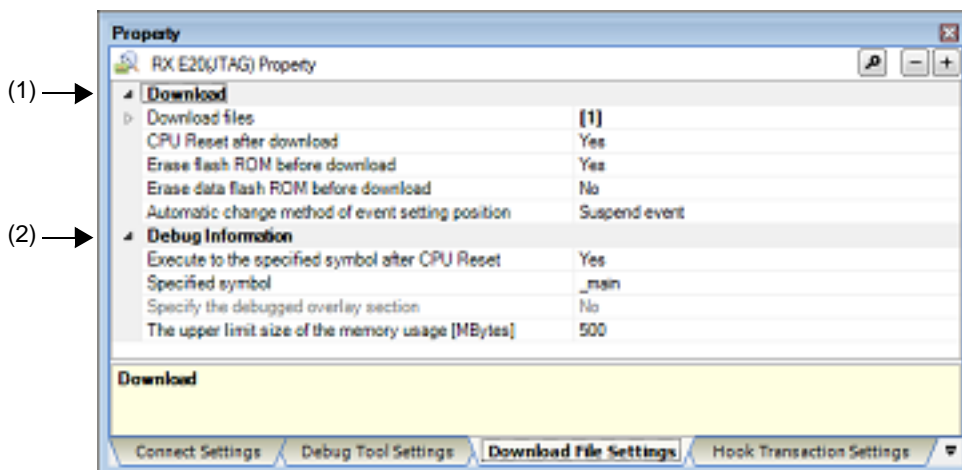 Property
RX E20(JTAG) Property
(1) Download
Download files [1]
CPU Reset after download Yes
Erase flash ROM before download Yes
Erase data flash ROM before download No
Automatic change method of event setting position Suspend event
(2) Debug Information
Execute to the specified symbol after CPU Reset Yes
Specified symbol _main
Specify the debugged overlay section No
The upper limit size of the memory usage [MBytes] 500
Download
Connect Settings Debug Tool Settings Download File Settings Hook Transaction Settings